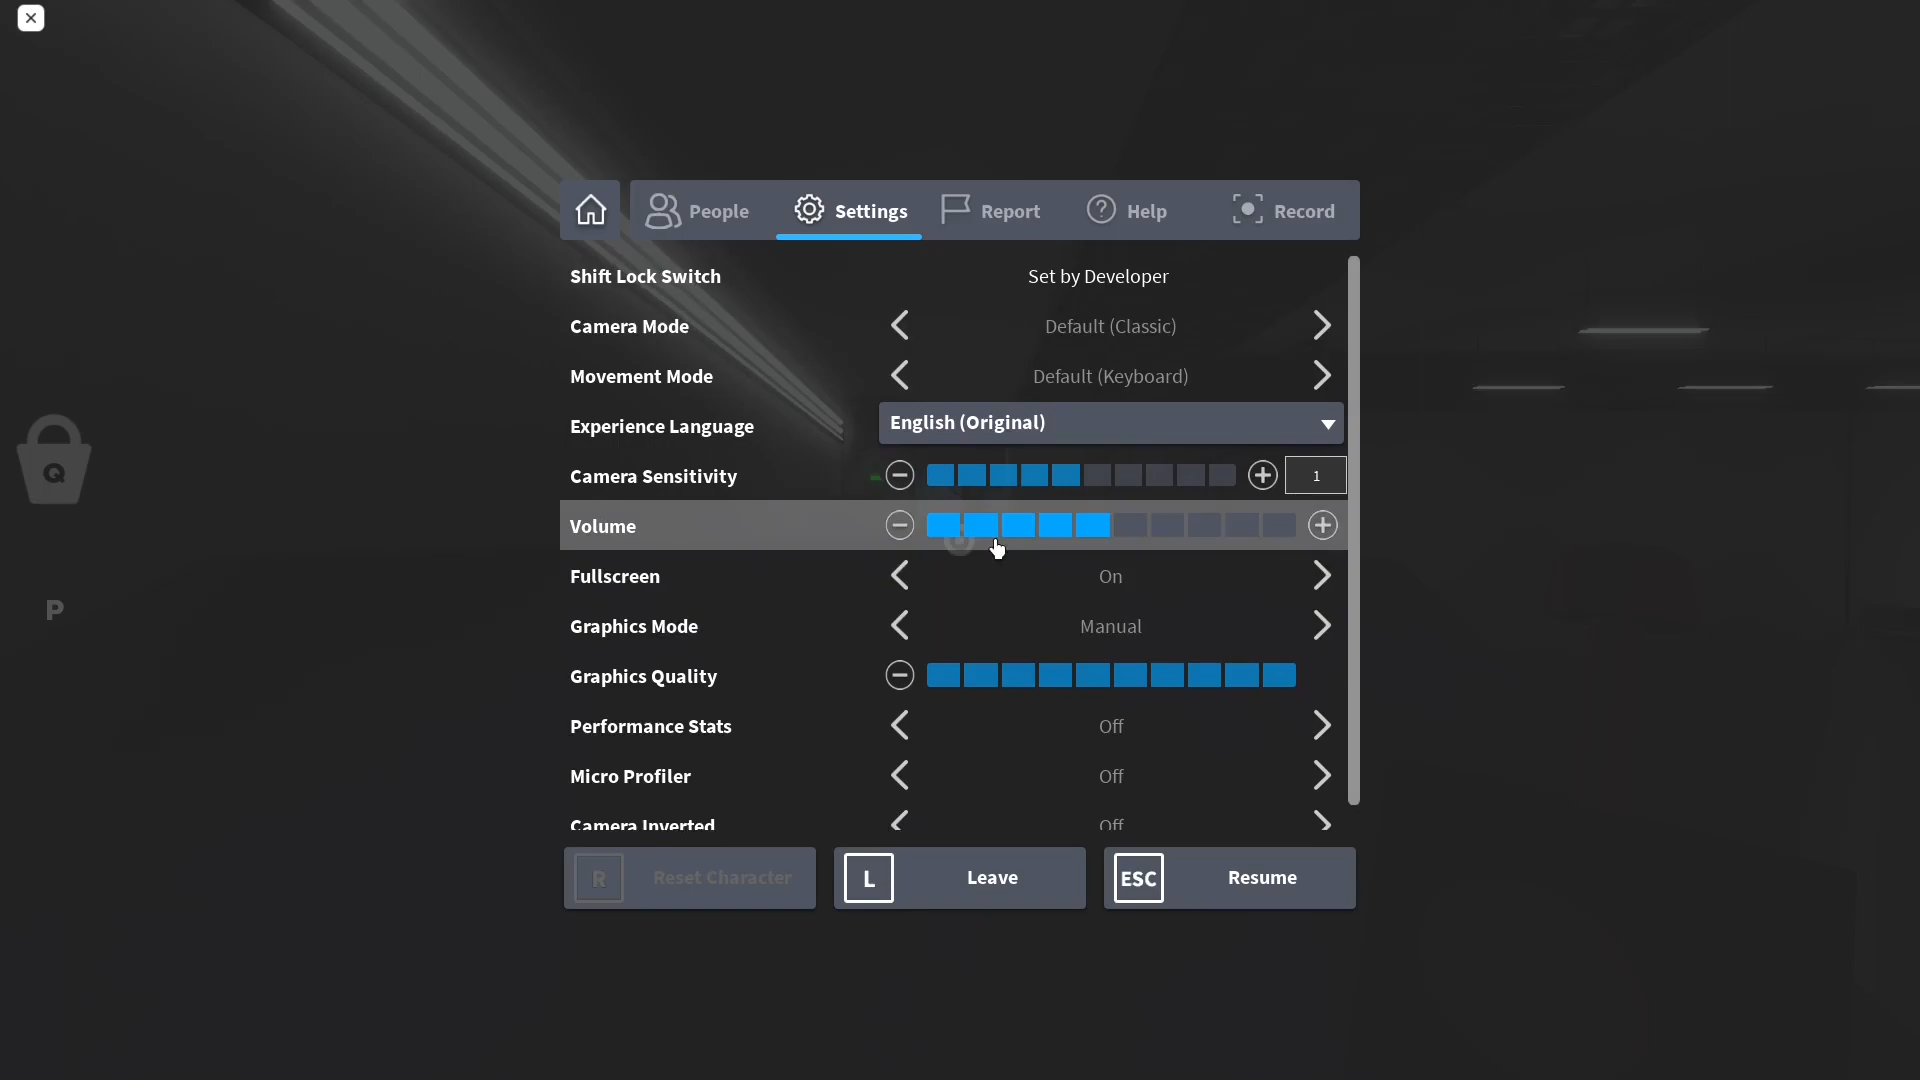 People Settings Report Help Record
Shift Lock Switch Set by Developer
Camera Mode Default (Classic)
Movement Mode Default (Keyboard)
Experience Language English (Original)
Camera Sensitivity 1
Q
Volume
Fullscreen On
P
Graphics Mode Manual
Graphics Quality
Performance Stats Off
Micro Profiler Off
Camera Inverted Off
R Reset Character L Leave ESC Resume